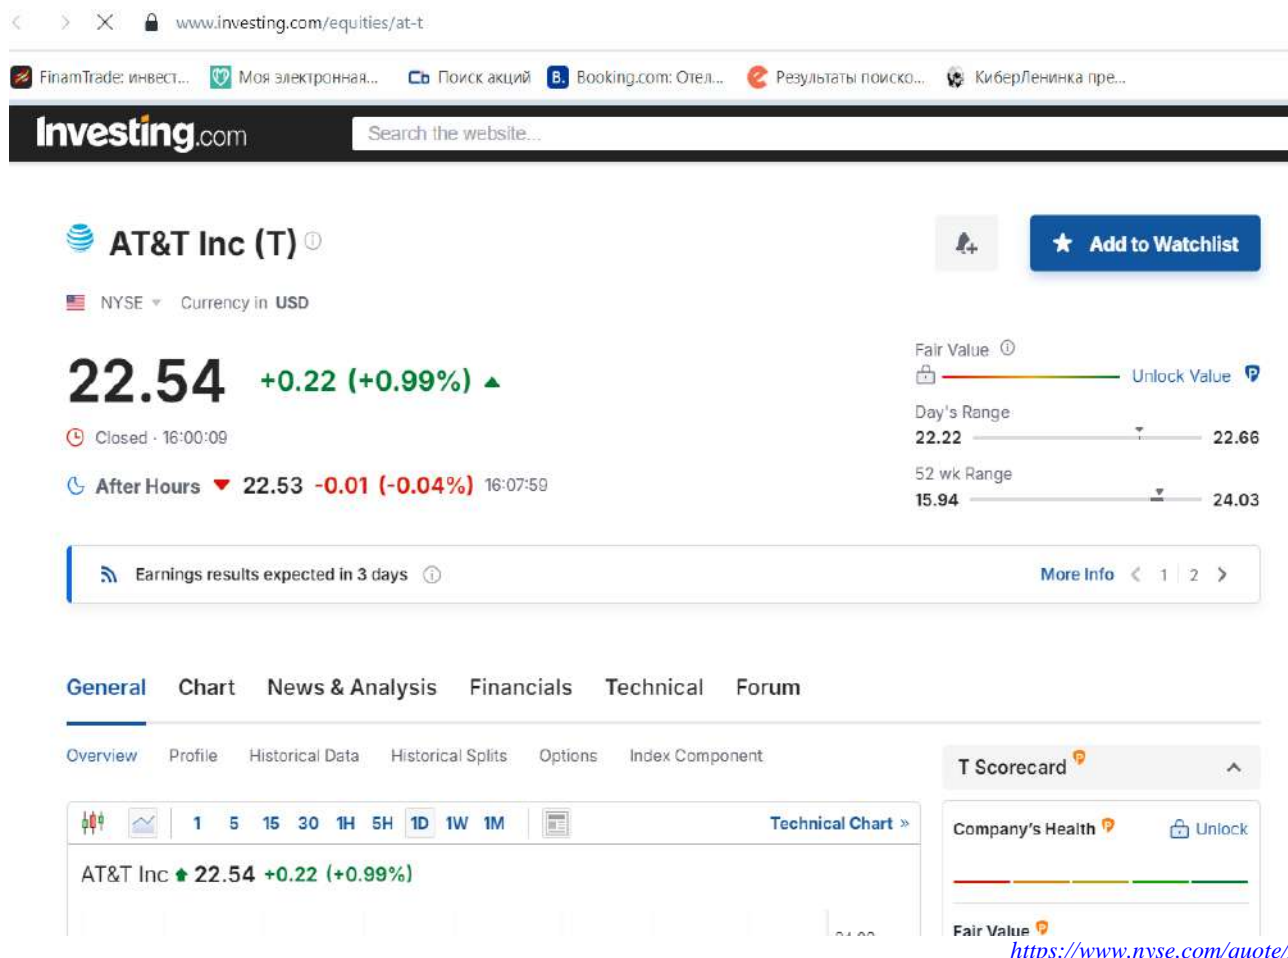 www.investing.com/equities/at-t
FinamTrade: инвест... Моя электронная... Сb Поиск акций B. Booking.com: Отел... Результаты поиско... КиберЛенинка пре...
Investing.com Search the website...
AT&T Inc (T)
Add to Watchlist
NYSE Currency in USD
22.54 +0.22 (+0.99%)
Closed · 16:00:09
After Hours 22.53 -0.01 (-0.04%) 16:07:59
Fair Value
Unlock Value
Day's Range
22.22 22.66
52 wk Range
15.94 24.03
Earnings results expected in 3 days More Info 1 2
General Chart News & Analysis Financials Technical Forum
Overview Profile Historical Data Historical Splits Options Index Component
1 5 15 30 1H 5H 1D 1W 1M Technical Chart »
AT&T Inc 22.54 +0.22 (+0.99%)
T Scorecard
Company's Health Unlock
Fair Value
https://www.nyse.com/quote/